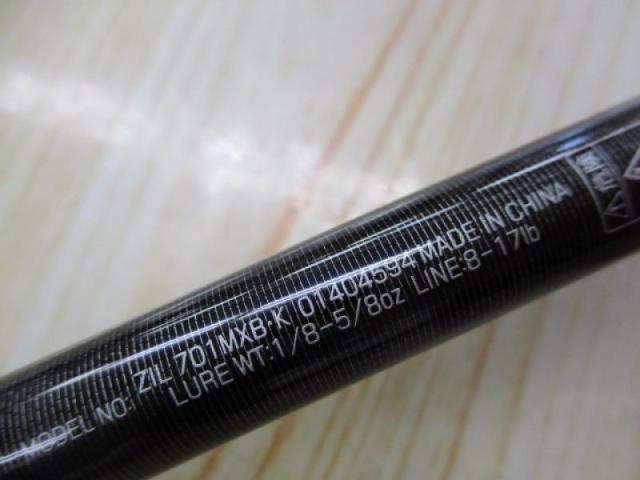 MODEL NO: ZIL 701MXB・K 01404594 MADE IN CHINA
LURE WT:1/8-5/8oz LINE:8-17lb